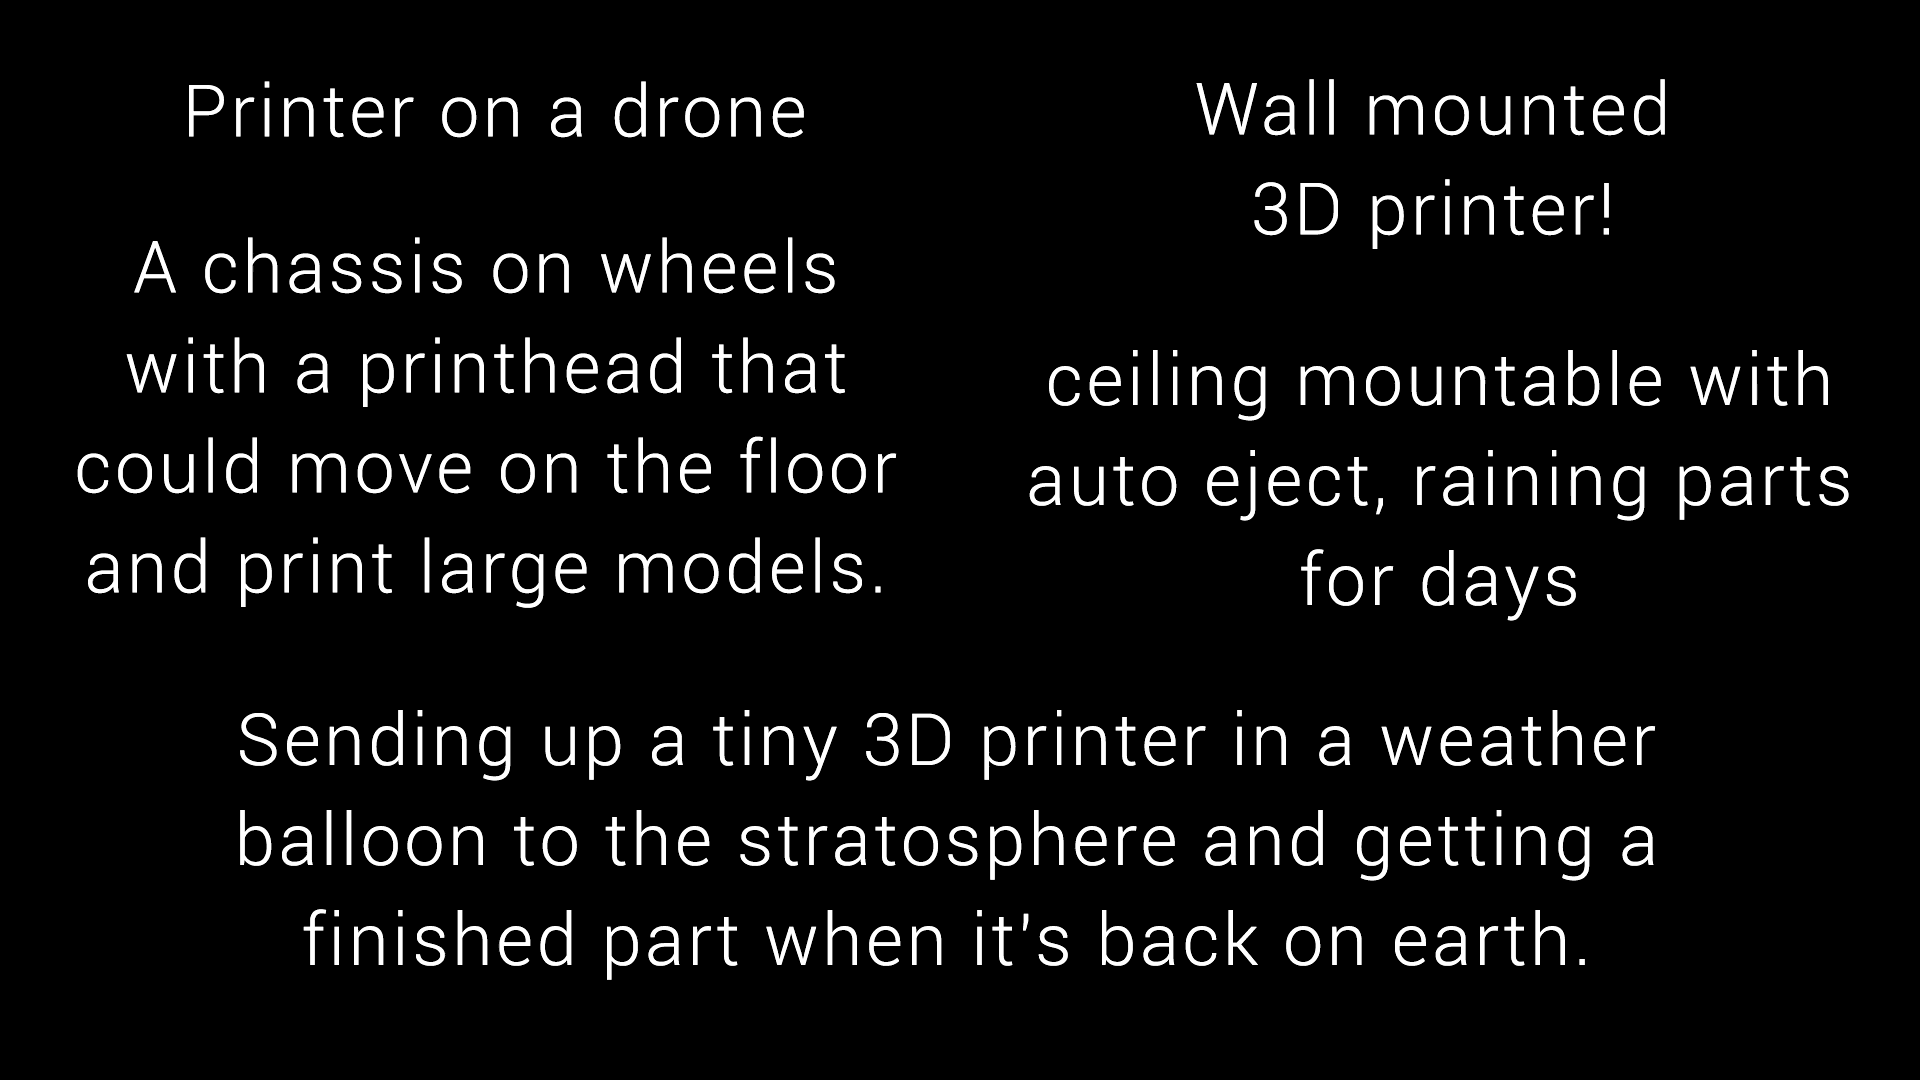 Printer on a drone
A chassis on wheels
with a printhead that
could move on the floor
and print large models.
Wall mounted
3D printer!
ceiling mountable with
auto eject, raining parts
for days
Sending up a tiny 3D printer in a weather
balloon to the stratosphere and getting a
finished part when it's back on earth.